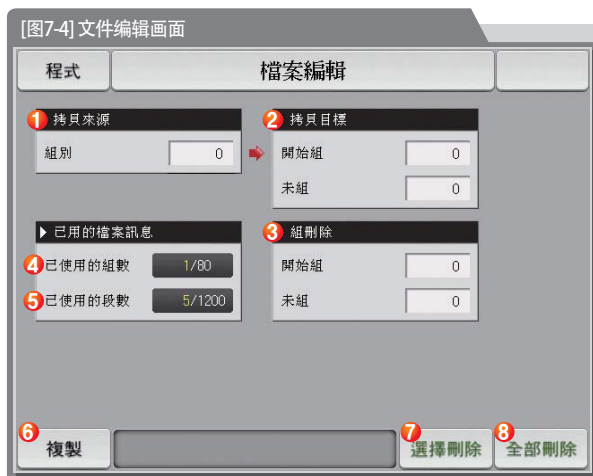 [图7-4] 文件编辑画面
程式
檔案編輯
1 拷貝來源
組別 0
2 拷貝目標
開始組 0
未組 0
▶ 已用的檔案訊息
4 已使用的組數 1/80
5 已使用的段數 5/1200
3 組刪除
開始組 0
未組 0
6 複製
7 選擇刪除
8 全部刪除